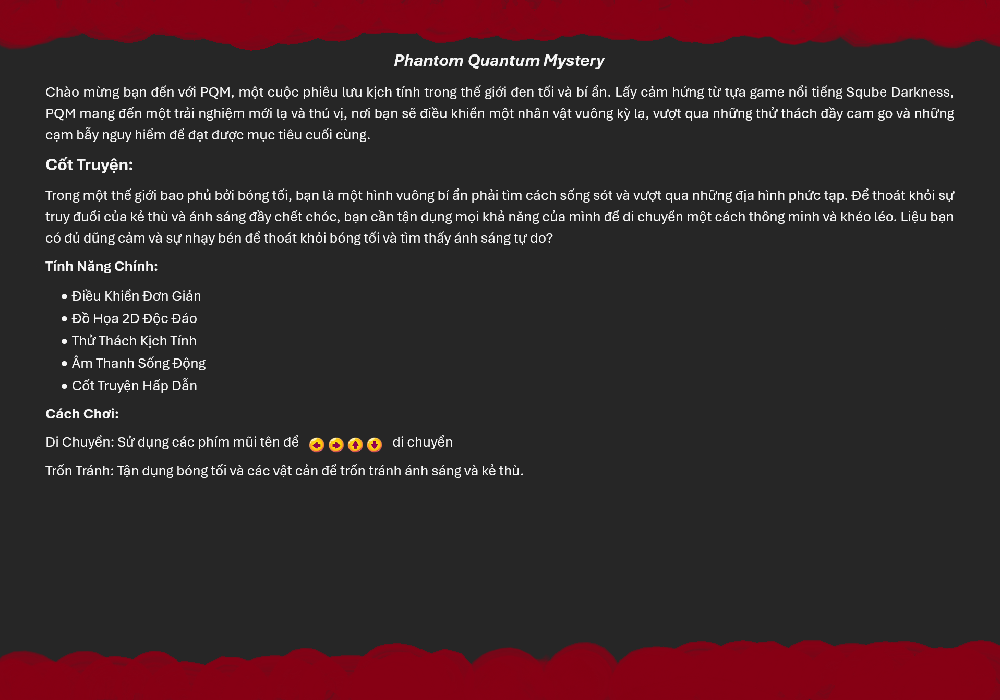 Phantom Quantum Mystery
Chào mừng bạn đến với PQM, một cuộc phiêu lưu kịch tính trong thế giới đen tối và bí ẩn. Lấy cảm hứng từ tựa game nổi tiếng Sqube Darkness,
PQM mang đến một trải nghiệm mới lạ và thú vị, nơi bạn sẽ điều khiển một nhân vật vuông kỳ lạ, vượt qua những thử thách đầy cam go và những
cạm bẫy nguy hiểm để đạt được mục tiêu cuối cùng.
Cốt Truyện:
Trong một thế giới bao phủ bởi bóng tối, bạn là một hình vuông bí ẩn phải tìm cách sống sót và vượt qua những địa hình phức tạp. Để thoát khỏi sự
truy đuổi của kẻ thù và ánh sáng đầy chết chóc, bạn cần tận dụng mọi khả năng của mình để di chuyển một cách thông minh và khéo léo. Liệu bạn
có đủ dũng cảm và sự nhạy bén để thoát khỏi bóng tối và tìm thấy ánh sáng tự do?
Tính Năng Chính:
• Điều Khiển Đơn Giản
• Đồ Họa 2D Độc Đáo
• Thử Thách Kịch Tính
• Âm Thanh Sống Động
• Cốt Truyện Hấp Dẫn
Cách Chơi:
Di Chuyển: Sử dụng các phím mũi tên để di chuyển
Trốn Tránh: Tận dụng bóng tối và các vật cản để trốn tránh ánh sáng và kẻ thù.